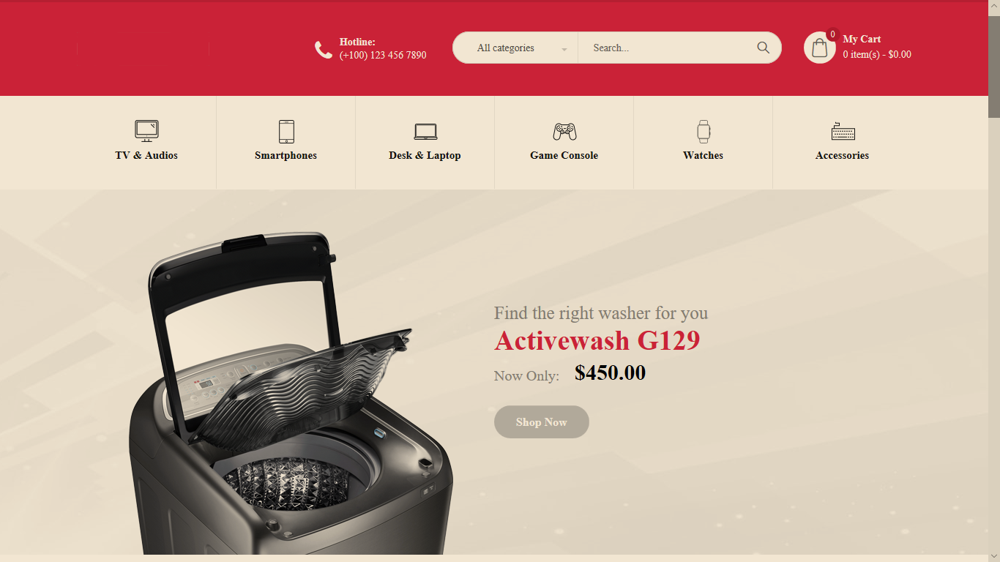 Hotline:
(+100) 123 456 7890
All categories
Search...
0
My Cart
0 item(s) - $0.00
TV & Audios
Smartphones
Desk & Laptop
Game Console
Watches
Accessories
Find the right washer for you
Activewash G129
Now Only: $450.00
Shop Now